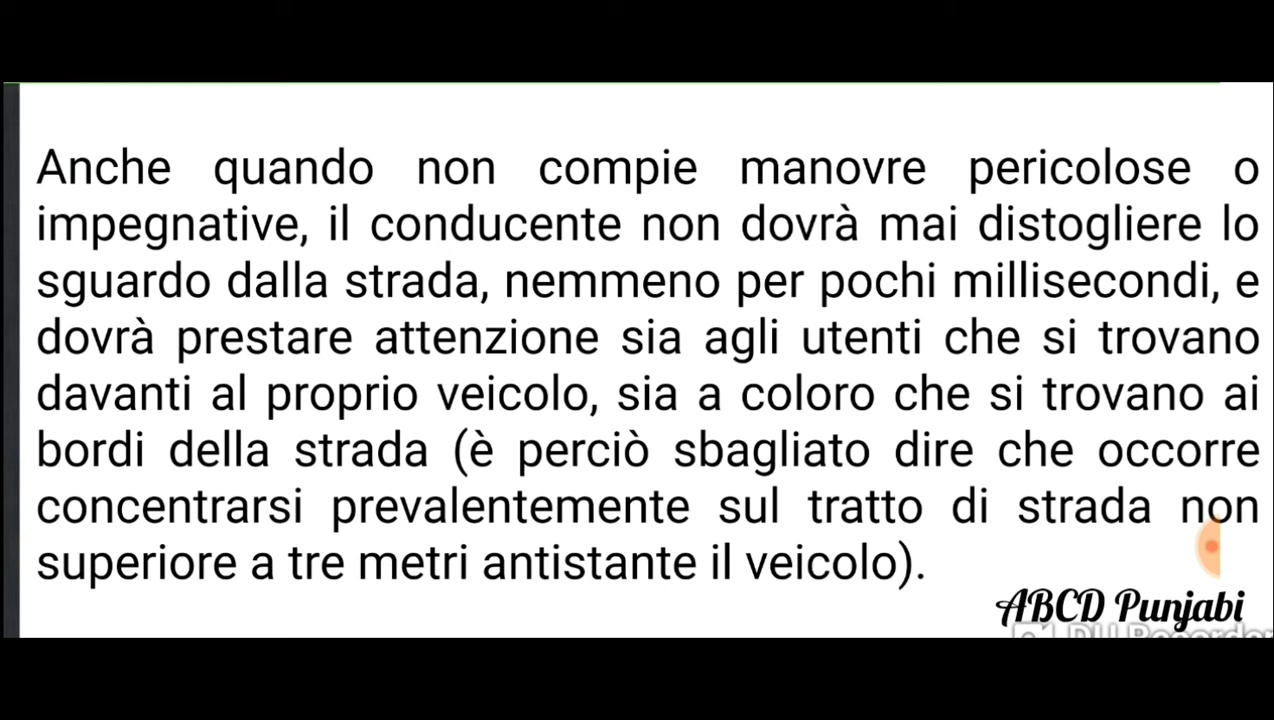 Anche quando non compie manovre pericolose o
impegnative, il conducente non dovrà mai distogliere lo
sguardo dalla strada, nemmeno per pochi millisecondi, e
dovrà prestare attenzione sia agli utenti che si trovano
davanti al proprio veicolo, sia a coloro che si trovano ai
bordi della strada (è perciò sbagliato dire che occorre
concentrarsi prevalentemente sul tratto di strada non
superiore a tre metri antistante il veicolo).
ABCD Punjabi